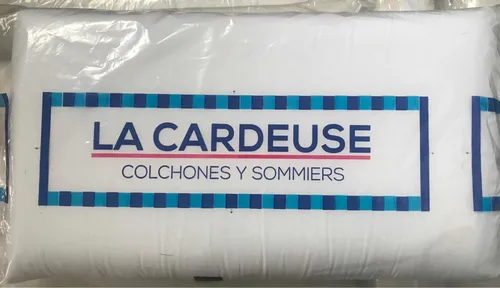 LA CARDEUSE
COLCHONES Y SOMMIERS